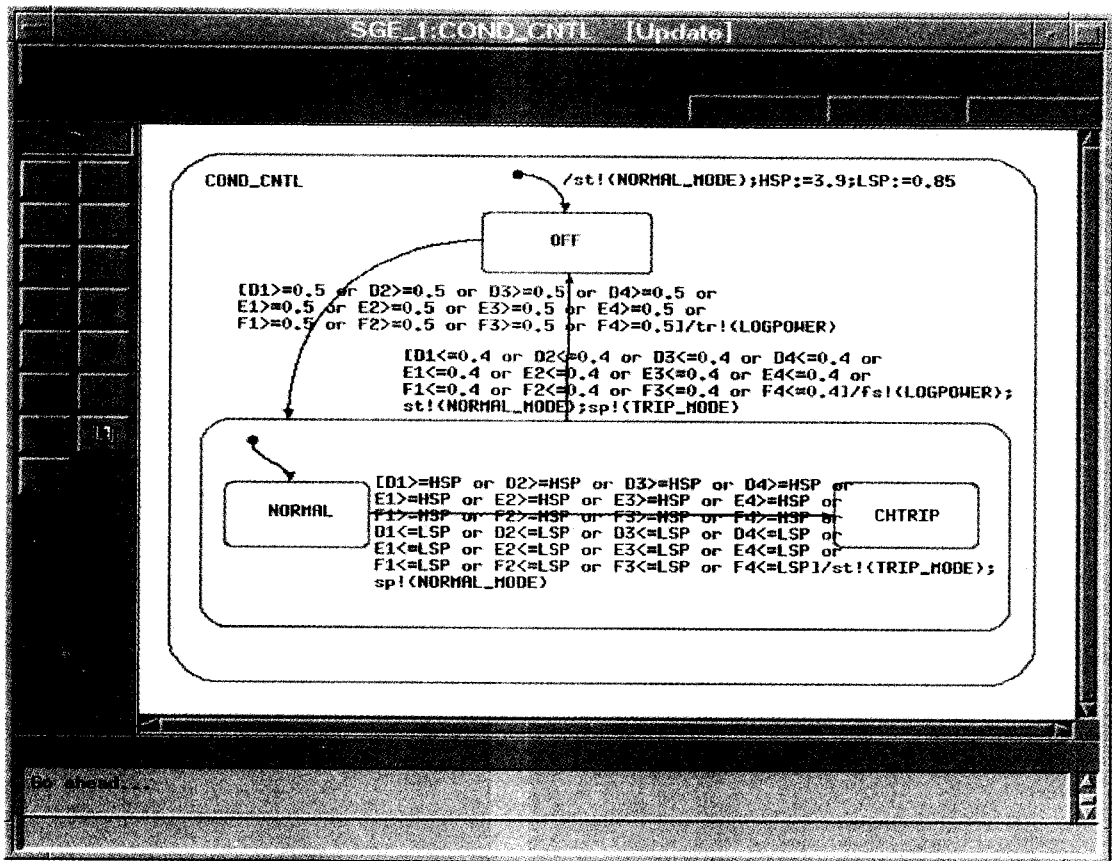 SGE_1:COND_CNTL [Update]
COND_CNTL
/st!(NORMAL_MODE);HSP:=3.9;LSP:=0.85
OFF
[D1>=0.5 or D2>=0.5 or D3>=0.5 or D4>=0.5 or
E1>=0.5 or E2>=0.5 or E3>=0.5 or E4>=0.5 or
F1>=0.5 or F2>=0.5 or F3>=0.5 or F4>=0.5]/tr!(LOGPOWER)
[D1<=0.4 or D2<=0.4 or D3<=0.4 or D4<=0.4 or
E1<=0.4 or E2<=0.4 or E3<=0.4 or E4<=0.4 or
F1<=0.4 or F2<=0.4 or F3<=0.4 or F4<=0.4]/fs!(LOGPOWER);
st!(NORMAL_MODE);sp!(TRIP_MODE)
NORMAL
[D1>=HSP or D2>=HSP or D3>=HSP or D4>=HSP or
E1>=HSP or E2>=HSP or E3>=HSP or E4>=HSP or
F1>=HSP or F2>=HSP or F3>=HSP or F4>=HSP or
D1<=LSP or D2<=LSP or D3<=LSP or D4<=LSP or
E1<=LSP or E2<=LSP or E3<=LSP or E4<=LSP or
F1<=LSP or F2<=LSP or F3<=LSP or F4<=LSP]/st!(TRIP_MODE);
sp!(NORMAL_MODE)
CHTRIP
Go ahead...